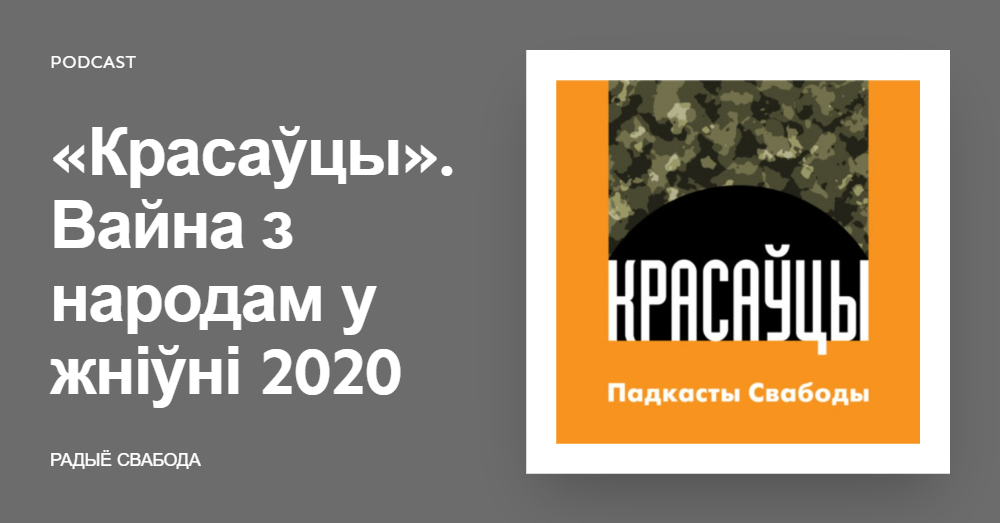 PODCAST
«Красаўцы».
Вайна з
народам у
жніўні 2020
РАДЫЁ СВАБОДА
КРАСАЎЦЫ
Падкасты Свабоды